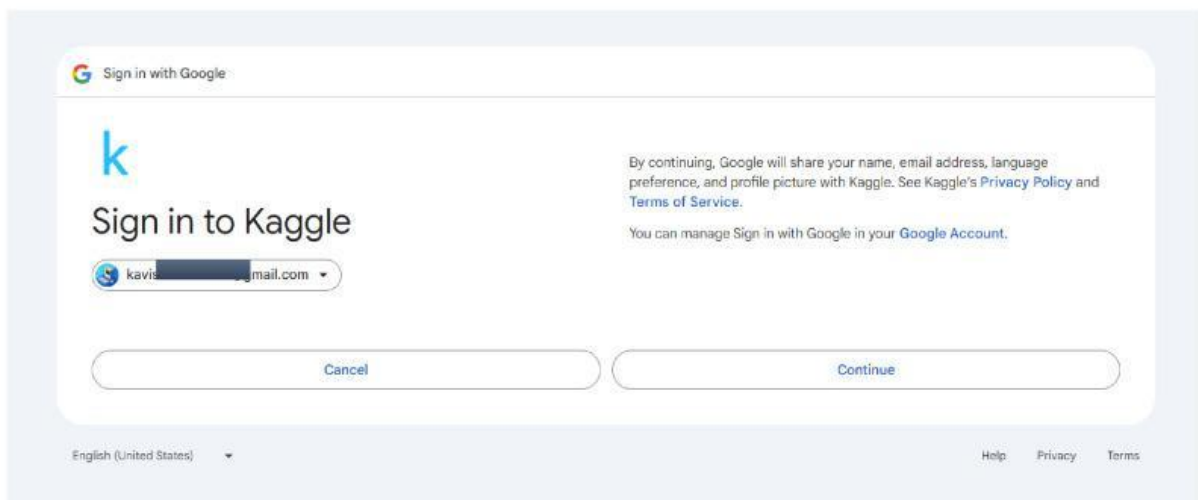 Sign in with Google
k
Sign in to Kaggle
kavis mail.com
By continuing, Google will share your name, email address, language
preference, and profile picture with Kaggle. See Kaggle's Privacy Policy and
Terms of Service.
You can manage Sign in with Google in your Google Account.
Cancel
Continue
English (United States)
Help
Privacy
Terms